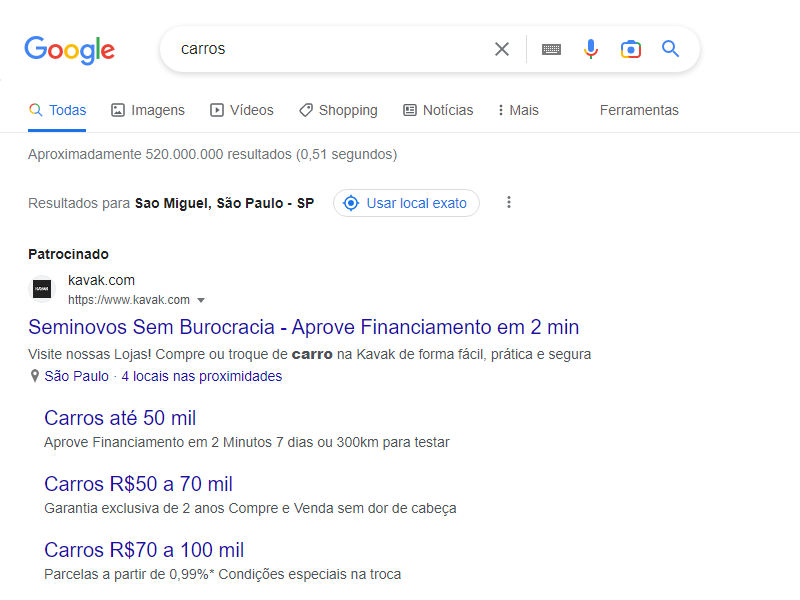 Google
carros
Todas Imagens Vídeos Shopping Notícias Mais Ferramentas
Aproximadamente 520.000.000 resultados (0,51 segundos)
Resultados para Sao Miguel, São Paulo - SP Usar local exato
Patrocinado
KAVAK kavak.com
https://www.kavak.com
Seminovos Sem Burocracia - Aprove Financiamento em 2 min
Visite nossas Lojas! Compre ou troque de carro na Kavak de forma fácil, prática e segura
São Paulo · 4 locais nas proximidades
Carros até 50 mil
Aprove Financiamento em 2 Minutos 7 dias ou 300km para testar
Carros R$50 a 70 mil
Garantia exclusiva de 2 anos Compre e Venda sem dor de cabeça
Carros R$70 a 100 mil
Parcelas a partir de 0,99%* Condições especiais na troca